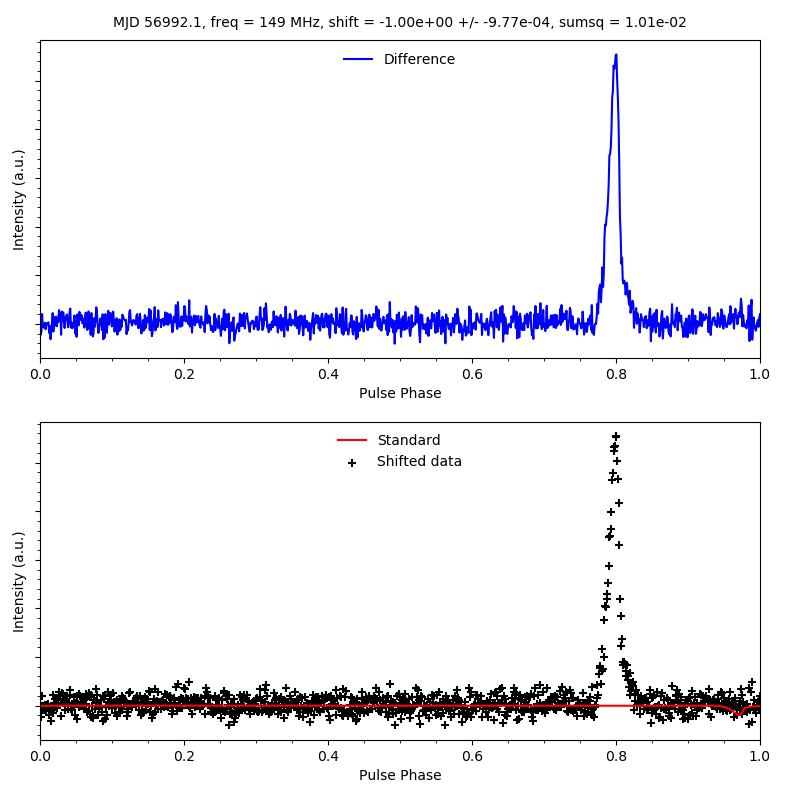 MJD 56992.1, freq = 149 MHz, shift = -1.00e+00 +/- -9.77e-04, sumsq = 1.01e-02
Difference
Intensity (a.u.)
0.0 0.2 0.4 0.6 0.8 1.0
Pulse Phase
Standard
Shifted data
Intensity (a.u.)
0.0 0.2 0.4 0.6 0.8 1.0
Pulse Phase